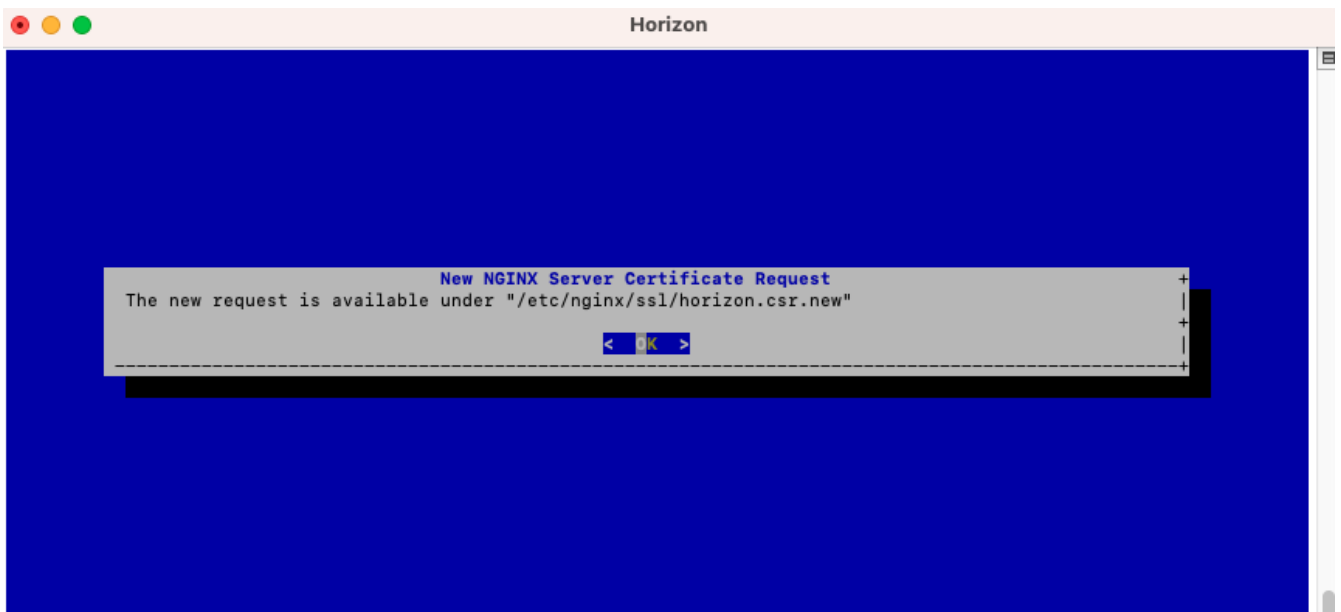 Horizon
New NGINX Server Certificate Request
The new request is available under "/etc/nginx/ssl/horizon.csr.new"
< OK >